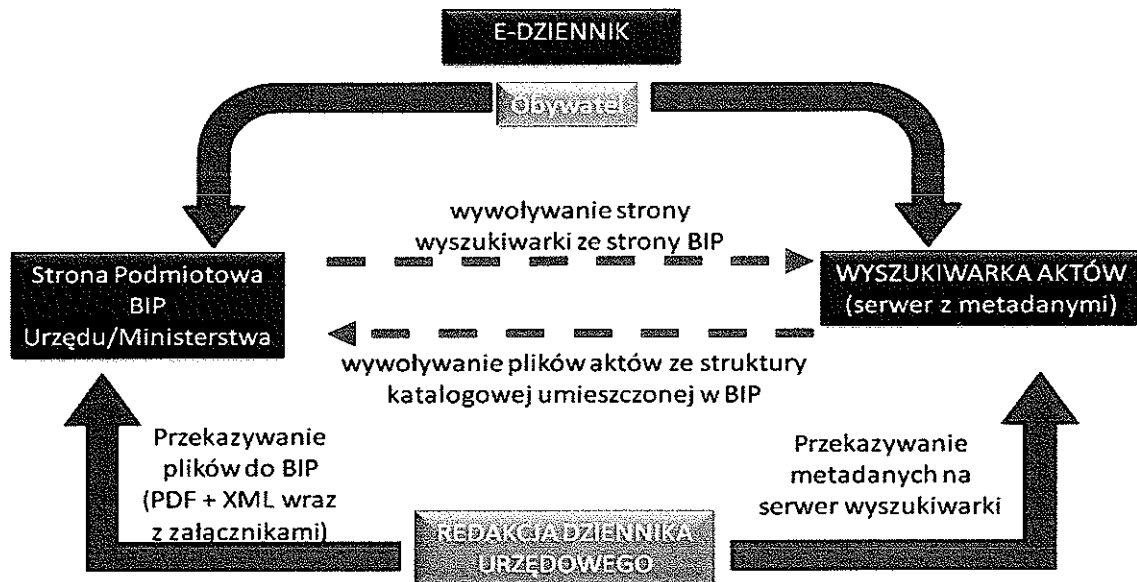 E-DZIENNIK
Obywatel
wywoływanie strony
wyszukiwarki ze strony BIP
Strona Podmiotowa
BIP
Urzędu/Ministerstwa
WYSZUKIWARKA AKTÓW
(serwer z metadanymi)
wywoływanie plików aktów ze struktury
katalogowej umieszczonej w BIP
Przekazywanie
plików do BIP
(PDF + XML wraz
z załącznikami)
Przekazywanie
metadanych na
serwer wyszukiwarki
REDAKCJA DZIENNIKA
URZĘDOWEGO